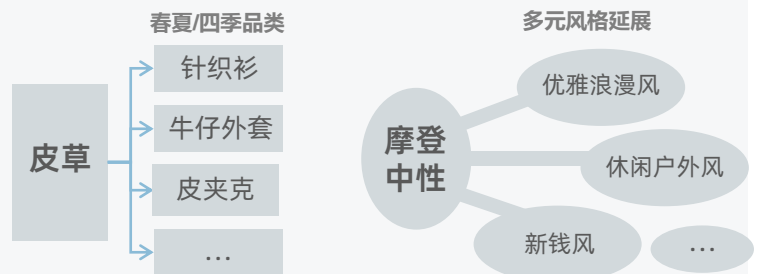 春夏/四季品类
皮草
针织衫
牛仔外套
皮夹克
…
多元风格延展
摩登
中性
优雅浪漫风
休闲户外风
新钱风
…